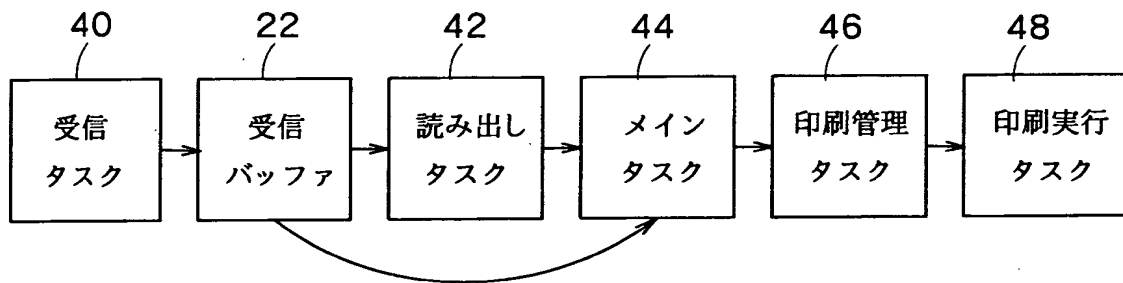 40
22
42
44
46
48
受信
タスク
受信
バッファ
読み出し
タスク
メイン
タスク
印刷管理
タスク
印刷実行
タスク